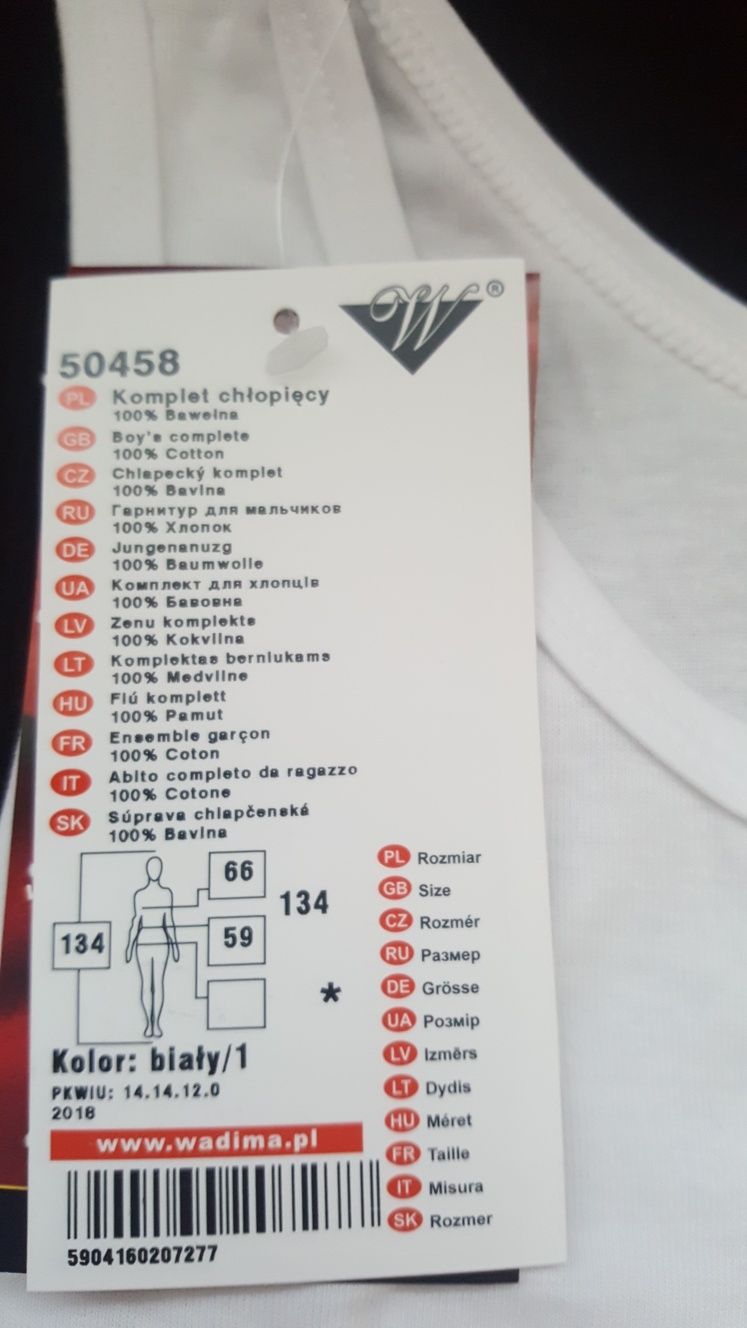 W ®
50458
PL Komplet chłopięcy
100% Bawełna
GB Boy's complete
100% Cotton
CZ Chlapecký komplet
100% Bavlna
RU Гарнитур для мальчиков
100% Хлопок
DE Jungenanuzg
100% Baumwolle
UA Комплект для хлопців
100% Бавовна
LV Zenu komplekts
100% Kokvilna
LT Komplektas berniukams
100% Medvilne
HU Fiú komplett
100% Pamut
FR Ensemble garçon
100% Coton
IT Abito completo da ragazzo
100% Cotone
SK Súprava chlapčenská
100% Bavlna
66
134
134
59
*
Kolor: biały/1
PKWIU: 14.14.12.0
2018
www.wadima.pl
5904160207277
PL Rozmiar
GB Size
CZ Rozmér
RU Размер
DE Grösse
UA Розмір
LV Izmērs
LT Dydis
HU Méret
FR Taille
IT Misura
SK Rozmer